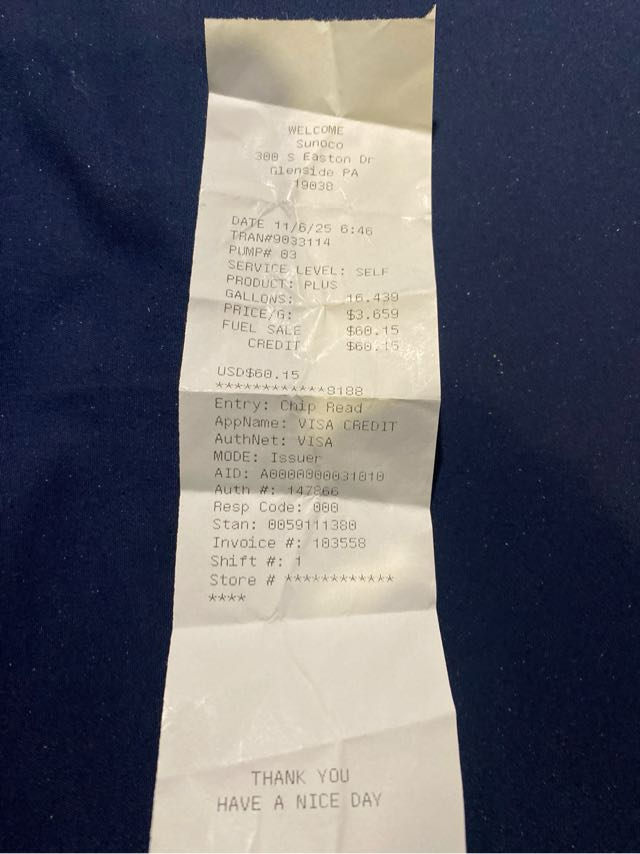 WELCOME
Sunoco
300 S Easton Dr
Glenside PA
19038
DATE 11/6/25 6:46
TRAN#9033114
PUMP# 03
SERVICE LEVEL: SELF
PRODUCT: PLUS
GALLONS: 16.439
PRICE/G: $3.659
FUEL SALE $60.15
CREDIT $60.15
USD$60.15
************8188
Entry: Chip Read
AppName: VISA CREDIT
AuthNet: VISA
MODE: Issuer
AID: A0000000031010
Auth #: 147866
Resp Code: 000
Stan: 0059111380
Invoice #: 103558
Shift #: 1
Store # ************
****
THANK YOU
HAVE A NICE DAY